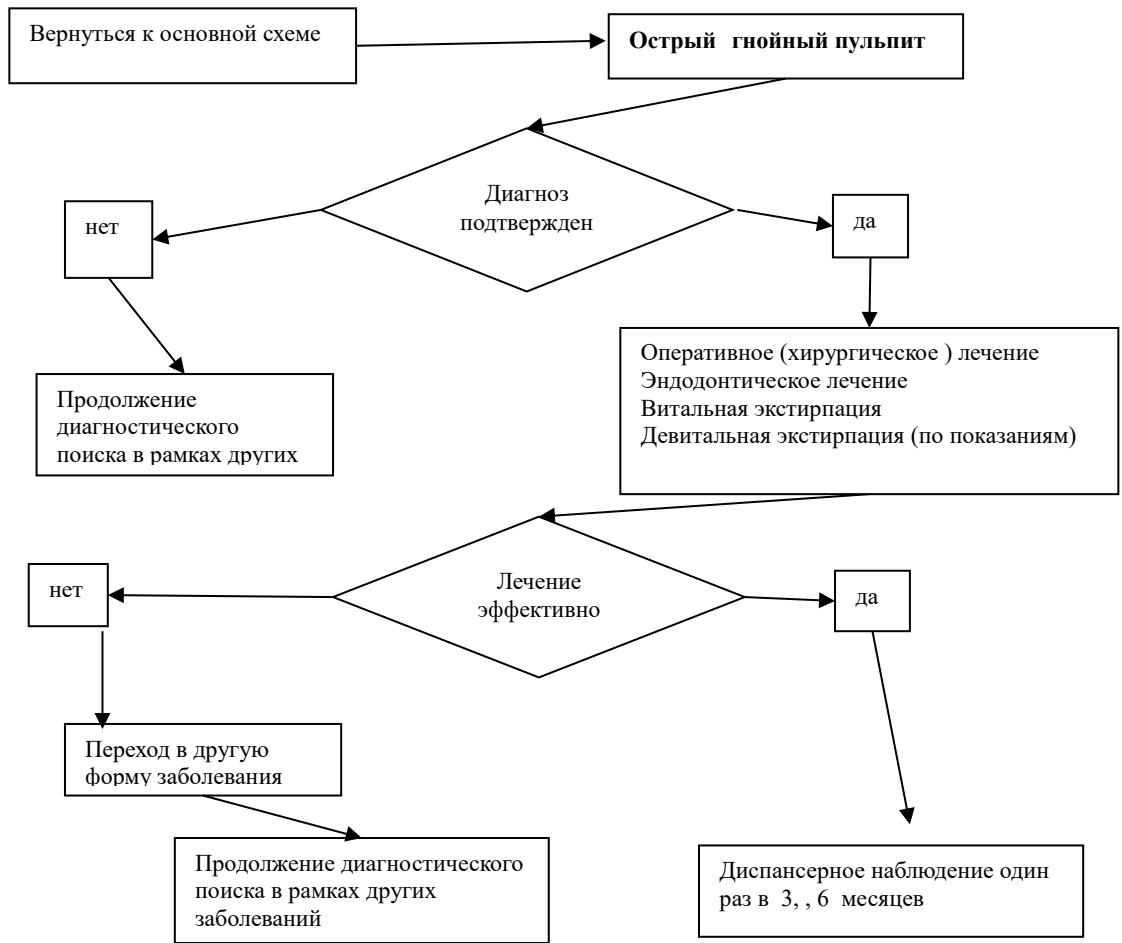 Вернуться к основной схеме
Острый гнойный пульпит
Диагноз
подтвержден
нет
да
Оперативное (хирургическое ) лечение
Эндодонтическое лечение
Витальная экстирпация
Девитальная экстирпация (по показаниям)
Продолжение
диагностического
поиска в рамках других
Лечение
эффективно
нет
да
Переход в другую
форму заболевания
Продолжение диагностического
поиска в рамках других
заболеваний
Диспансерное наблюдение один
раз в 3, , 6 месяцев